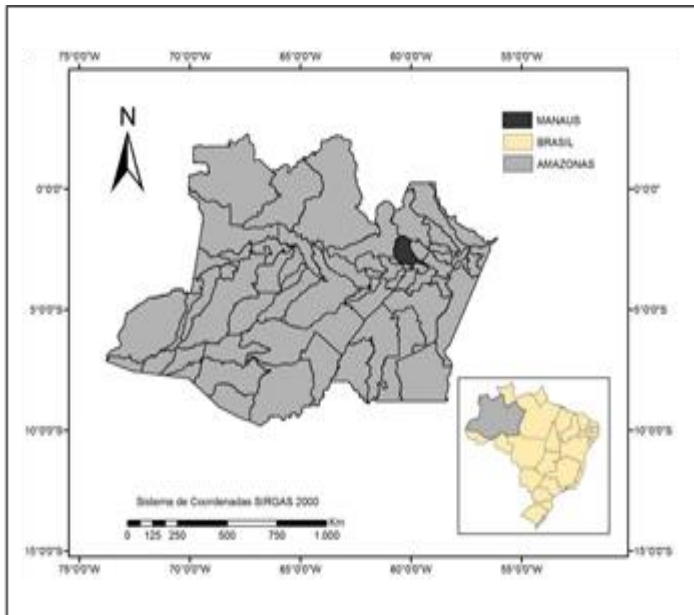 75°0'0"W 70°0'0"W 65°0'0"W 60°0'0"W 55°0'0"W
N
MANAUS
BRASIL
AMAZONAS
0°0'0" 0°0'0"
5°0'0"S 5°0'0"S
10°0'0"S 10°0'0"S
Sistema de Coordenadas SIRGAS 2000
Km
0 125 250 500 750 1.000
15°0'0"S 15°0'0"S
75°0'0"W 70°0'0"W 65°0'0"W 60°0'0"W 55°0'0"W